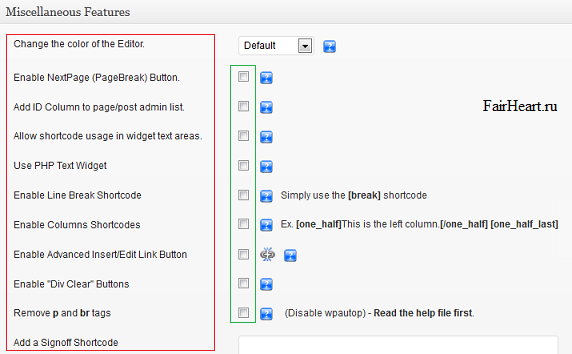 Miscellaneous Features
Change the color of the Editor. Default
Enable NextPage (PageBreak) Button.
Add ID Column to page/post admin list.
FairHeart.ru
Allow shortcode usage in widget text areas.
Use PHP Text Widget
Enable Line Break Shortcode Simply use the [break] shortcode
Enable Columns Shortcodes Ex. [one_half]This is the left column.[/one_half] [one_half_last]
Enable Advanced Insert/Edit Link Button
Enable "Div Clear" Buttons
Remove p and br tags (Disable wpautop) - Read the help file first.
Add a Signoff Shortcode